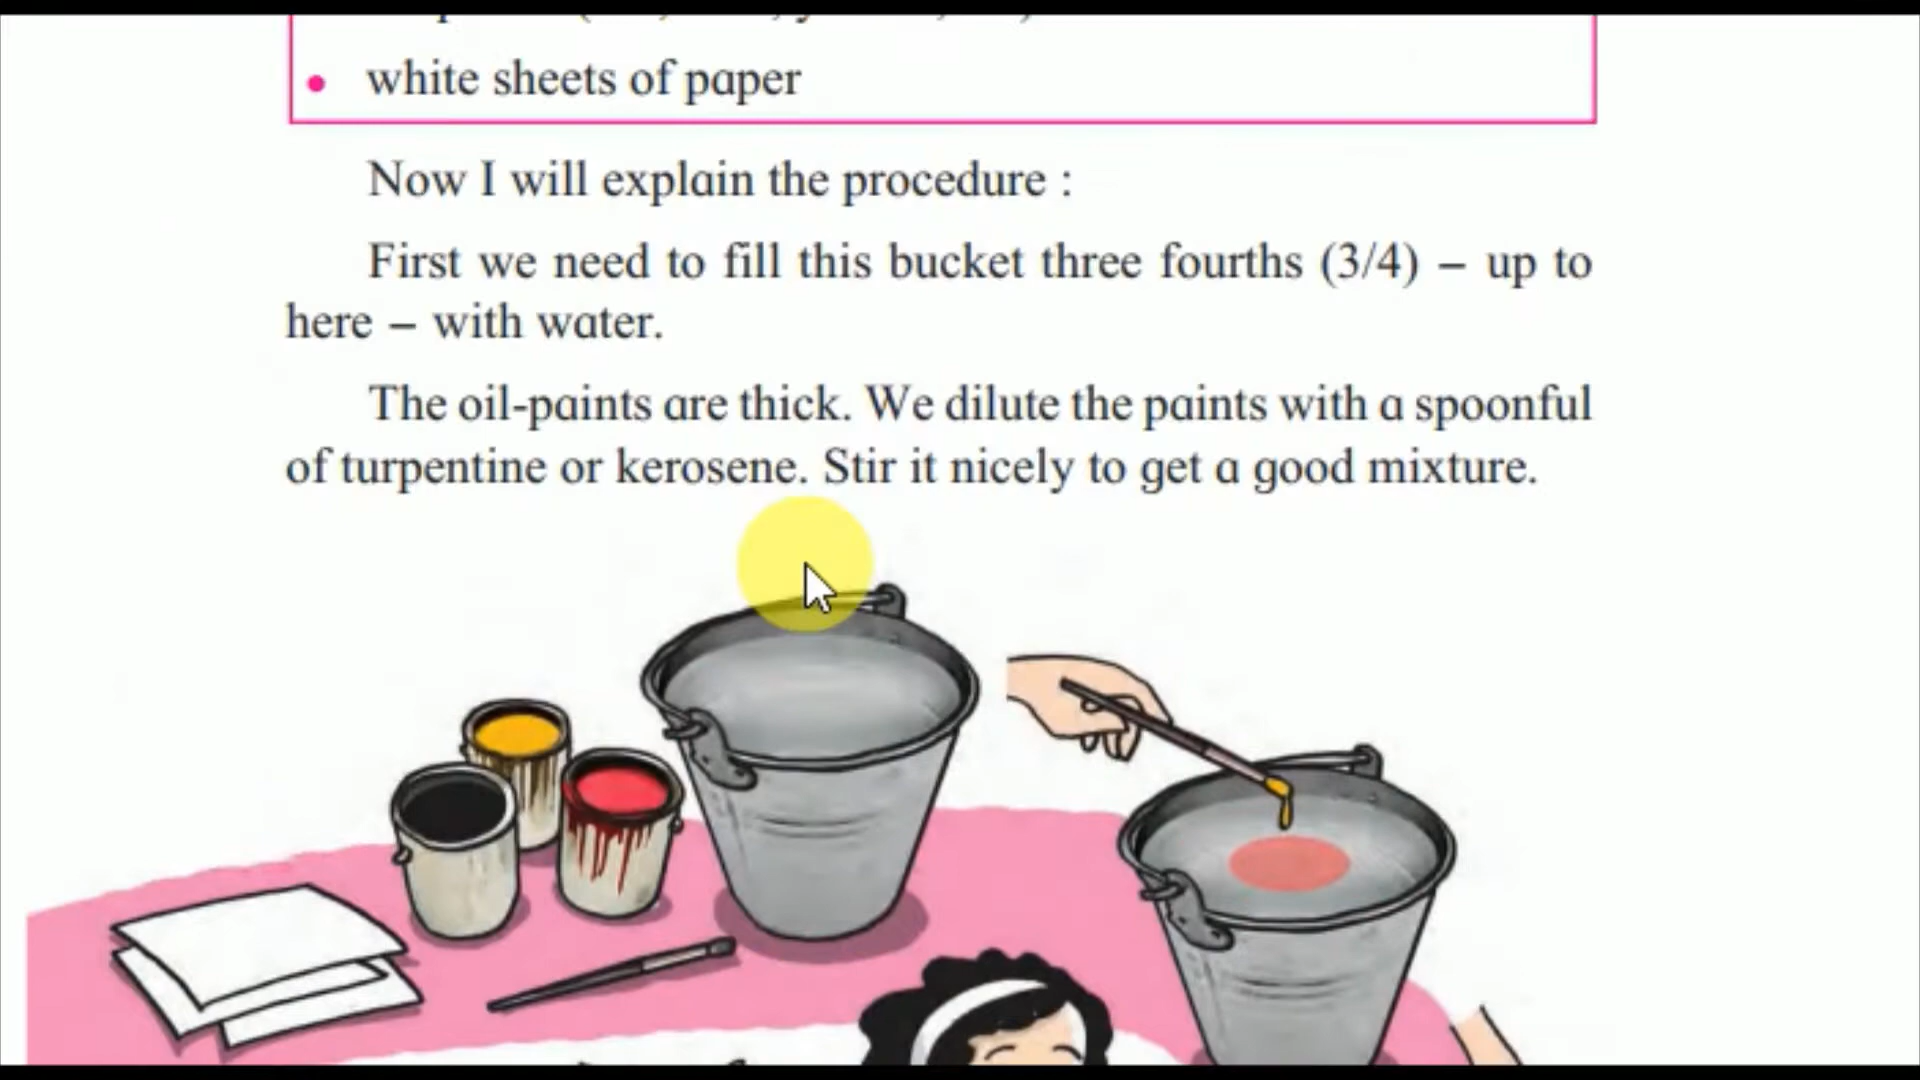 • white sheets of paper
Now I will explain the procedure :
First we need to fill this bucket three fourths (3/4) – up to
here – with water.
The oil-paints are thick. We dilute the paints with a spoonful
of turpentine or kerosene. Stir it nicely to get a good mixture.